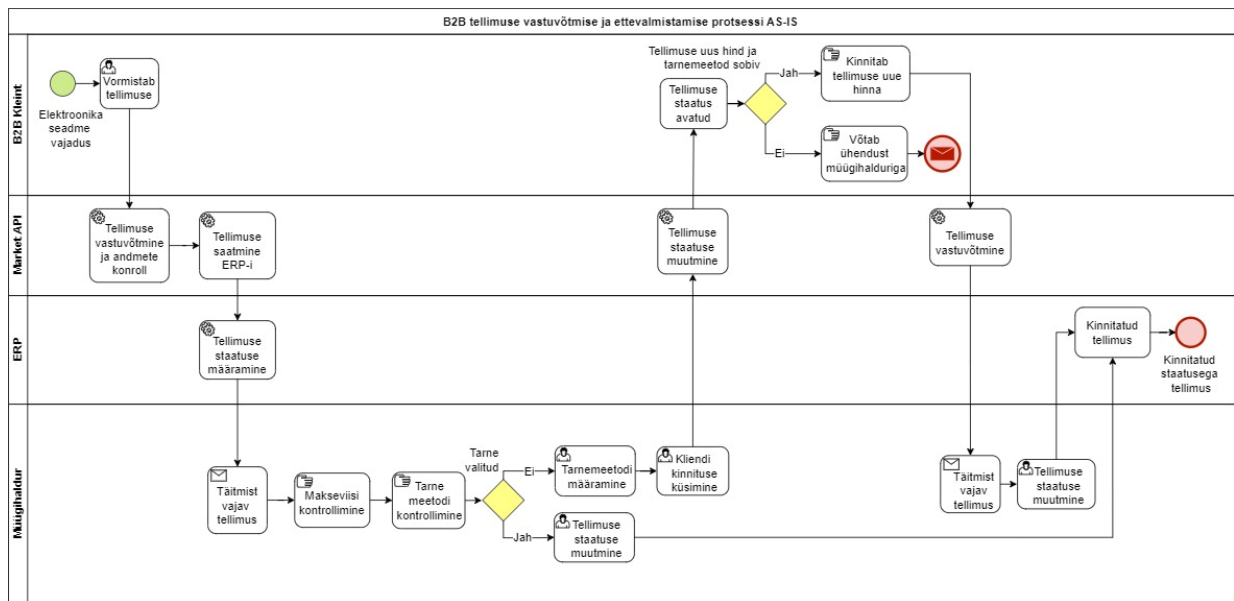 B2B tellimuse vastuvõtmise ja ettevalmistamise protsessi AS-IS
B2B Kleint
Elektroonika
seadme
vajadus
Vormistab
tellimuse
Tellimuse
staatus
avatud
Tellimuse uus hind ja
tarnemeetod sobiv
Jah
Kinnitab
tellimuse uue
hinna
Ei
Võtab
ühendust
müügihalduriga
Market API
Tellimuse
vastuvõtmine
ja andmete
konroll
Tellimuse
saatmine
ERP-i
Tellimuse
staatuse
muutmine
Tellimuse
vastuvõtmine
ERP
Tellimuse
staatuse
määramine
Kinnitatud
tellimus
Kinnitatud
staatusega
tellimus
Müügihaldur
Täitmist
vajav
tellimus
Makseviisi
kontrollimine
Tarne
meetodi
kontrollimine
Tarne
valitud
Ei
Tarnemeetodi
määramine
Kliendi
kinnituse
küsimine
Jah
Tellimuse
staatuse
muutmine
Täitmist
vajav
tellimus
Tellimuse
staatuse
muutmine